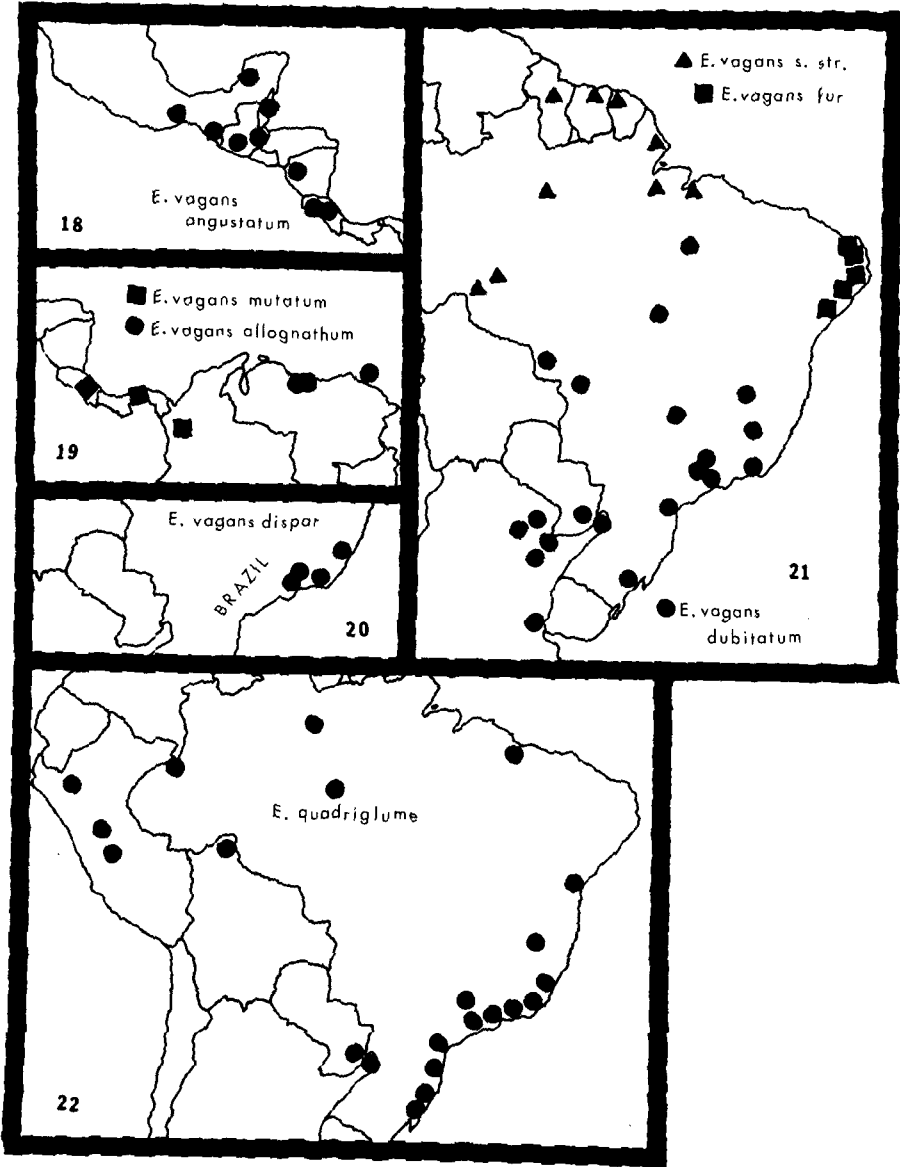 E. vagans
angustatum
18
E. vagans mutatum
E. vagans allognathum
19
E. vagans dispar
BRAZIL
20
E. vagans s. str.
E. vagans fur
21
E. vagans
dubitatum
E. quadriglume
22